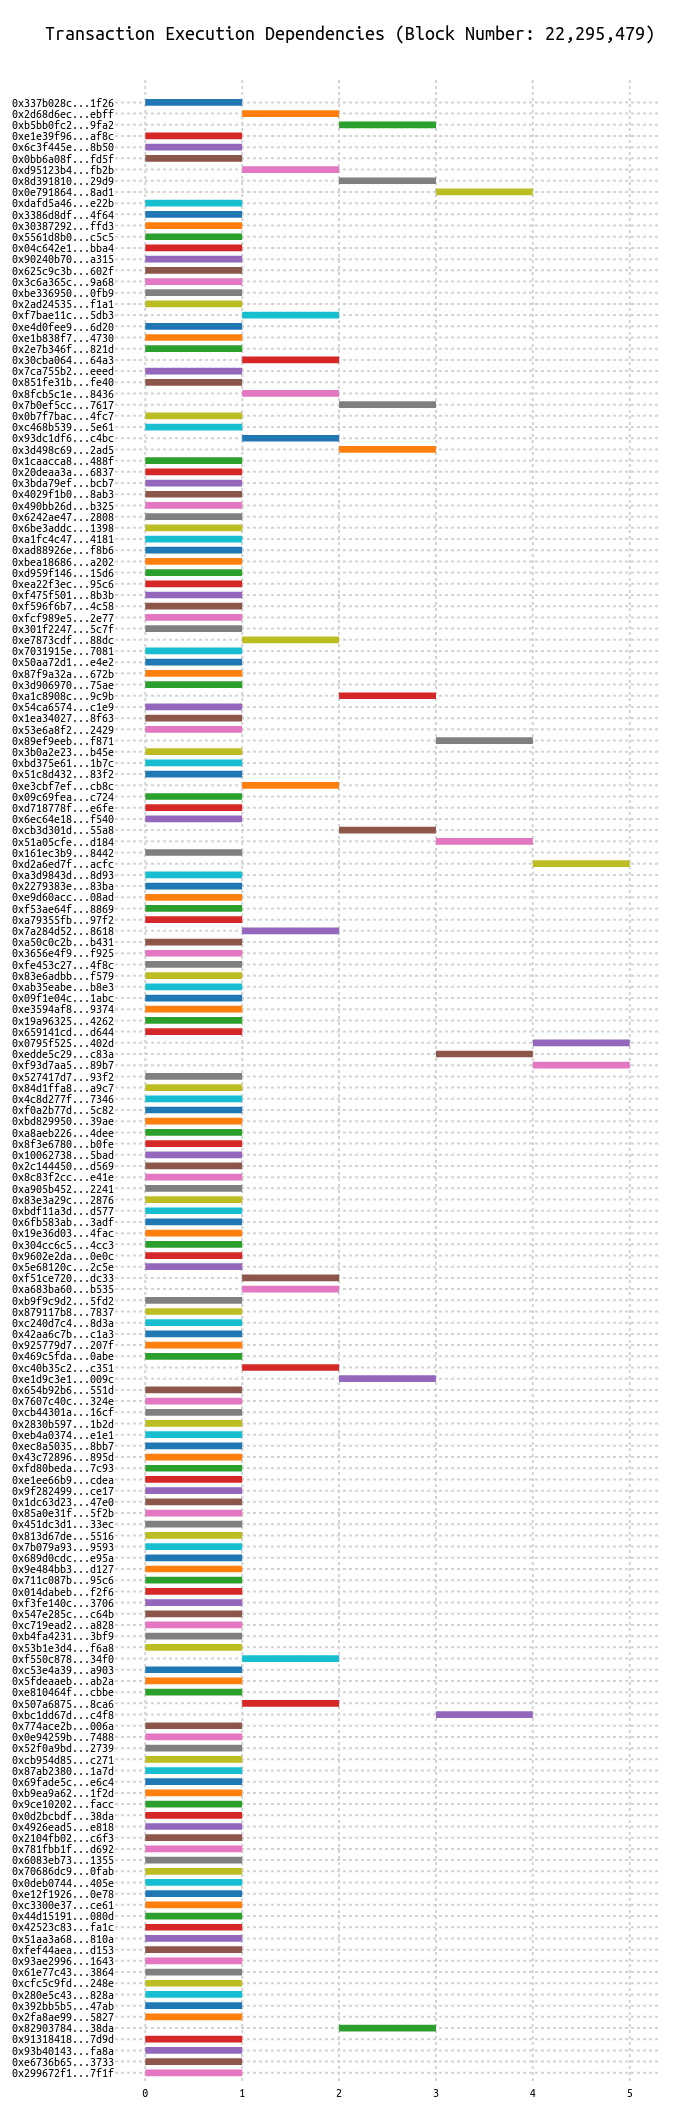 Transaction Execution Dependencies (Block Number: 22,295,479)
0x337b028c...1f26
0x2d68d6ec...ebff
0xb5bb0fc2...9fa2
0xe1e39f96...af8c
0x6c3f445e...8b50
0x0bb6a08f...fd5f
0xd95123b4...fb2b
0x8d391810...29d9
0x0e791864...8ad1
0xdafd5a46...e22b
0x3386d8df...4f64
0x30387292...ffd3
0x5561d8b0...c5c5
0x04c642e1...bba4
0x90240b70...a315
0x625c9c3b...602f
0x3c6a365c...9a68
0xbe336950...0fb9
0x2ad24535...f1a1
0xf7bae11c...5db3
0xe4d0fee9...6d20
0xe1b838f7...4730
0x2e7b346f...821d
0x30cba064...64a3
0x7ca755b2...eeed
0x851fe31b...fe40
0x8fcb5c1e...8436
0x7b0ef5cc...7617
0x0b7f7bac...4fc7
0xc468b539...5e61
0x93dc1df6...c4bc
0x3d498c69...2ad5
0x1caacca8...488f
0x20deaa3a...6837
0x3bda79ef...bcb7
0x4029f1b0...8ab3
0x490bb26d...b325
0x6242ae47...2808
0x6be3addc...1398
0xa1fc4c47...4181
0xad88926e...f8b6
0xbea18686...a202
0xd959f146...15d6
0xea22f3ec...95c6
0xf475f501...8b3b
0xf596f6b7...4c58
0xfcf989e5...2e77
0x301f2247...5c7f
0xe7873cdf...88dc
0x7031915e...7081
0x50aa72d1...e4e2
0x87f9a32a...672b
0x3d906970...75ae
0xa1c8908c...9c9b
0x54ca6574...c1e9
0x1ea34027...8f63
0x53e6a8f2...2429
0x89ef9eeb...f871
0x3b0a2e23...b45e
0xbd375e61...1b7c
0x51c8d432...83f2
0xe3cbf7ef...cb8c
0x09c69fea...c724
0xd718778f...e6fe
0x6ec64e18...f540
0xcb3d301d...55a8
0x51a05cfe...d184
0x161ec3b9...8442
0xd2a6ed7f...acfc
0xa3d9843d...8d93
0x2279383e...83ba
0xe9d60acc...08ad
0xf53ae64f...8869
0xa79355fb...97f2
0x7a284d52...8618
0xa50c0c2b...b431
0x3656e4f9...f925
0xfe453c27...4f8c
0x83e6adbb...f579
0xab35eabe...b8e3
0x09f1e04c...1abc
0xe3594af8...9374
0x19a96325...4262
0x659141cd...d644
0x0795f525...402d
0xedde5c29...c83a
0xf93d7aa5...89b7
0x527417d7...93f2
0x84d1ffa8...a9c7
0x4c8d277f...7346
0xf0a2b77d...5c82
0xbd829950...39ae
0xa8aeb226...4dee
0x8f3e6780...b0fe
0x10062738...5bad
0x2c144450...d569
0x8c83f2cc...e41e
0xa905b452...2241
0x83e3a29c...2876
0xbdf11a3d...d577
0x6fb583ab...3adf
0x19e36d03...4fac
0x304cc6c5...4cc3
0x9602e2da...0e0c
0x5e68120c...2c5e
0xf51ce720...dc33
0xa683ba60...b535
0xb9f9c9d2...5fd2
0x879117b8...7837
0xc240d7c4...8d3a
0x42aa6c7b...c1a3
0x925779d7...207f
0x469c5fda...0abe
0xc40b35c2...c351
0xe1d9c3e1...009c
0x654b92b6...551d
0x7607c40c...324e
0xcb44301a...16cf
0x2830b597...1b2d
0xeb4a0374...e1e1
0xec8a5035...8bb7
0x43c72896...895d
0xfd80beda...7c93
0xe1ee66b9...cdea
0x9f282499...ce17
0x1dc63d23...47e0
0x85a0e31f...5f2b
0x451dc3d1...33ec
0x813d67de...5516
0x7b079a93...9593
0x689d0cdc...e95a
0x9e484bb3...d127
0x711c087b...95c6
0x014dabeb...f2f6
0xf3fe140c...3706
0x547e285c...c64b
0xc719ead2...a828
0xb4fa4231...3bf9
0x53b1e3d4...f6a8
0xf550c878...34f0
0xc53e4a39...a903
0x5fdeaaeb...ab2a
0xe810464f...cbbe
0x507a6875...8ca6
0xbc1dd67d...c4f8
0x774ace2b...006a
0x0e94259b...7488
0x52f0a9bd...2739
0xcb954d85...c271
0x87ab2380...1a7d
0x69fade5c...e6c4
0xb9ea9a62...1f2d
0x9ce10202...facc
0x0d2bcbdf...38da
0x4926ead5...e818
0x2104fb02...c6f3
0x781fbb1f...d692
0x6083eb73...1355
0x70686dc9...0fab
0x0deb0744...405e
0xe12f1926...0e78
0xc3300e37...ce61
0x44d15191...080d
0x42523c83...fa1c
0x51aa3a68...810a
0xfef44aea...d153
0x93ae2996...1643
0x61e77c43...3864
0xcfc5c9fd...248e
0x280e5c43...828a
0x392bb5b5...47ab
0x2fa8ae99...5827
0x82903784...38da
0x91318418...7d9d
0x93b40143...fa8a
0xe6736b65...3733
0x299672f1...7f1f
0 1 2 3 4 5